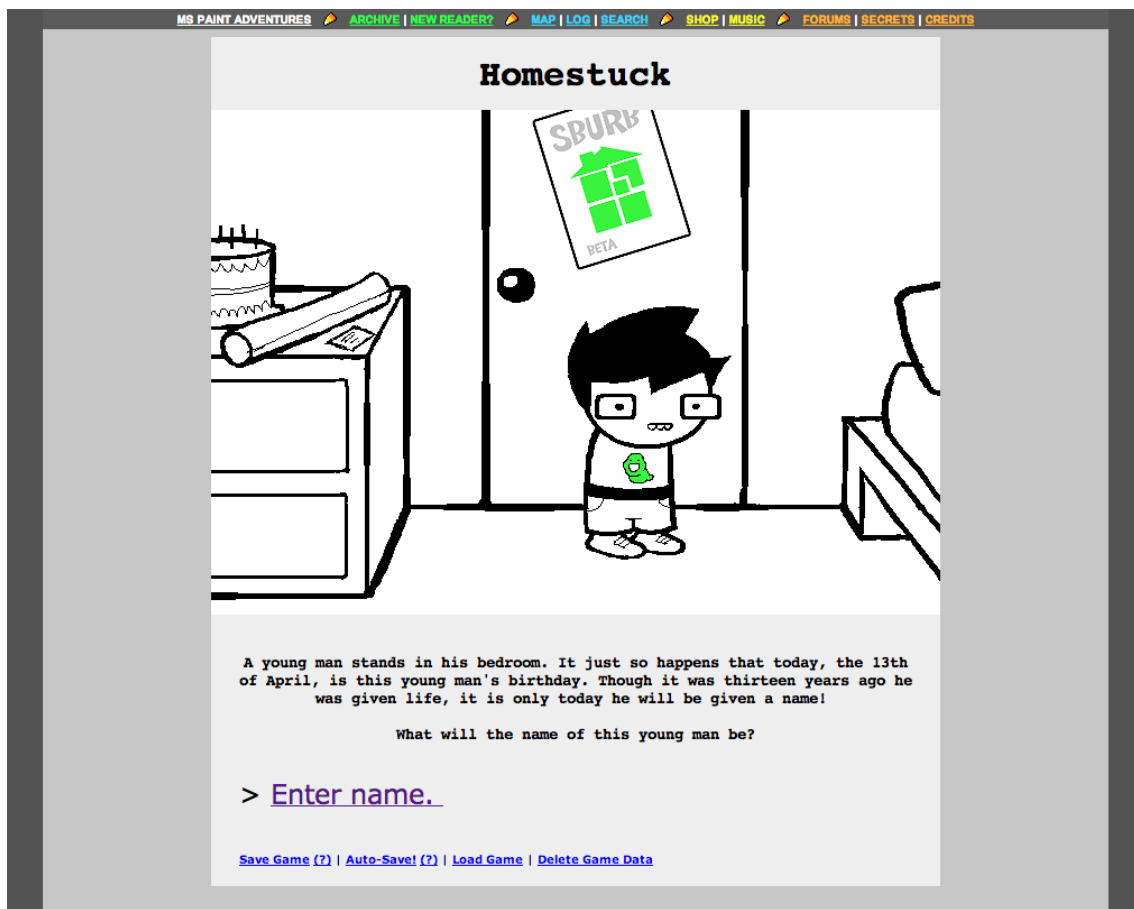 MS PAINT ADVENTURES ARCHIVE | NEW READER? MAP | LOG | SEARCH SHOP | MUSIC FORUMS | SECRETS | CREDITS
Homestuck
SBURB
BETA
A young man stands in his bedroom. It just so happens that today, the 13th
of April, is this young man's birthday. Though it was thirteen years ago he
was given life, it is only today he will be given a name!
What will the name of this young man be?
> Enter name.
Save Game (?) | Auto-Save! (?) | Load Game | Delete Game Data